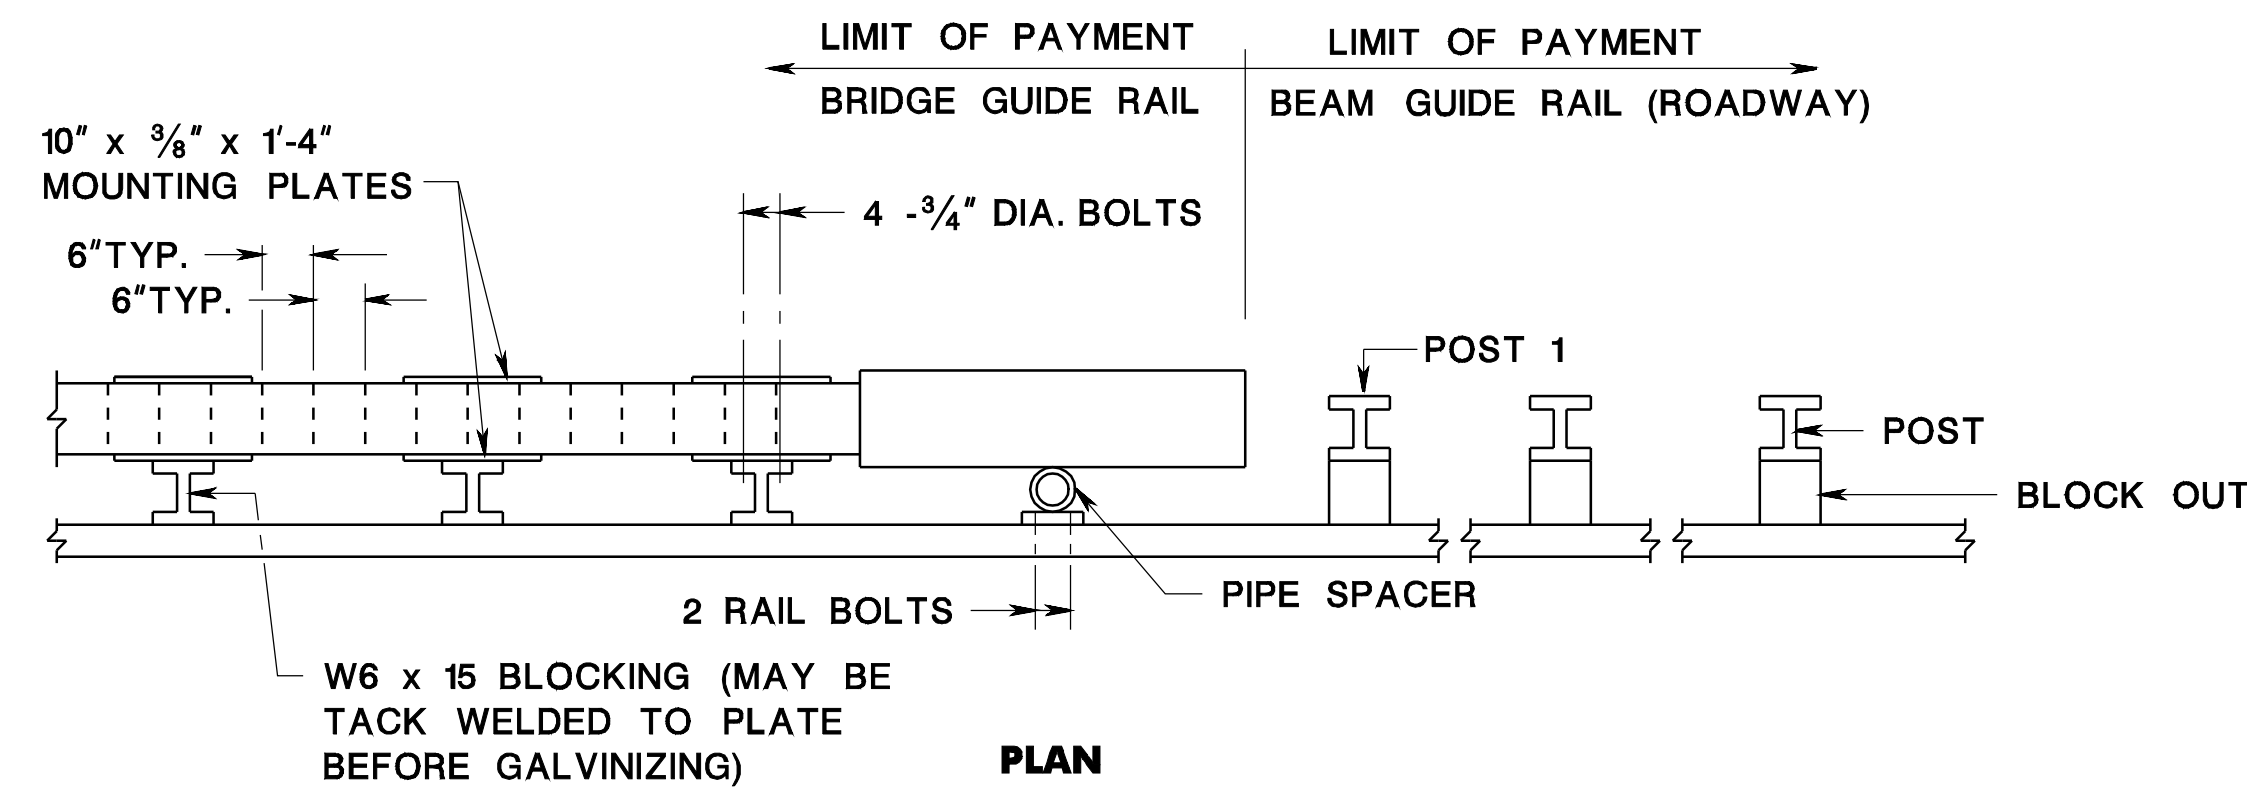 LIMIT OF PAYMENT
BRIDGE GUIDE RAIL
LIMIT OF PAYMENT
BEAM GUIDE RAIL (ROADWAY)
10" x 3/8" x 1'-4"
MOUNTING PLATES
4 -3/4" DIA. BOLTS
6"TYP.
6"TYP.
POST 1
POST
BLOCK OUT
PIPE SPACER
2 RAIL BOLTS
W6 x 15 BLOCKING (MAY BE
TACK WELDED TO PLATE
BEFORE GALVINIZING)
PLAN